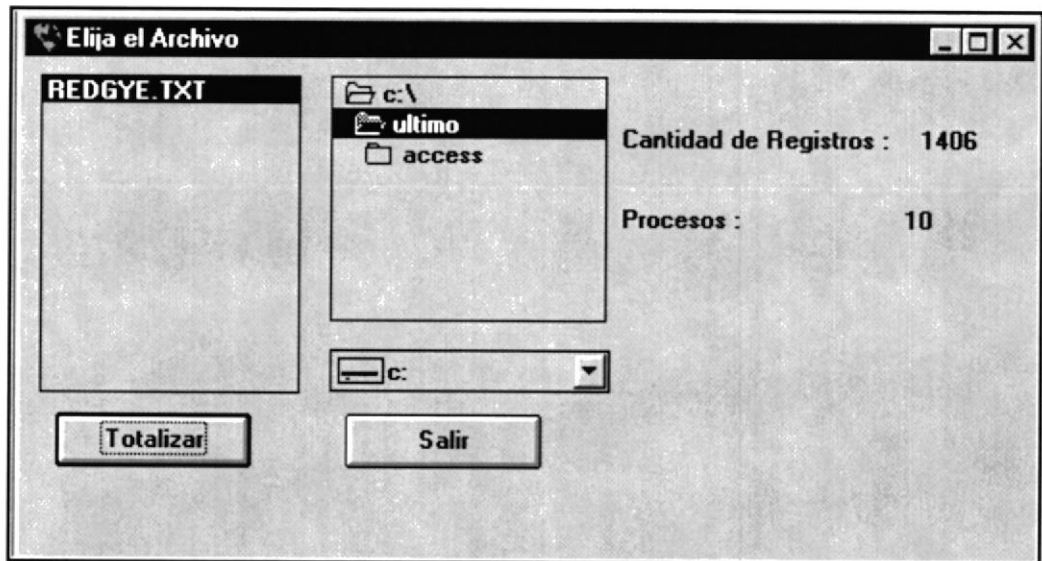 Elija el Archivo
REDGYE.TXT
c:\
ultimo
access
Cantidad de Registros : 1406
Procesos : 10
c:
Totalizar
Salir